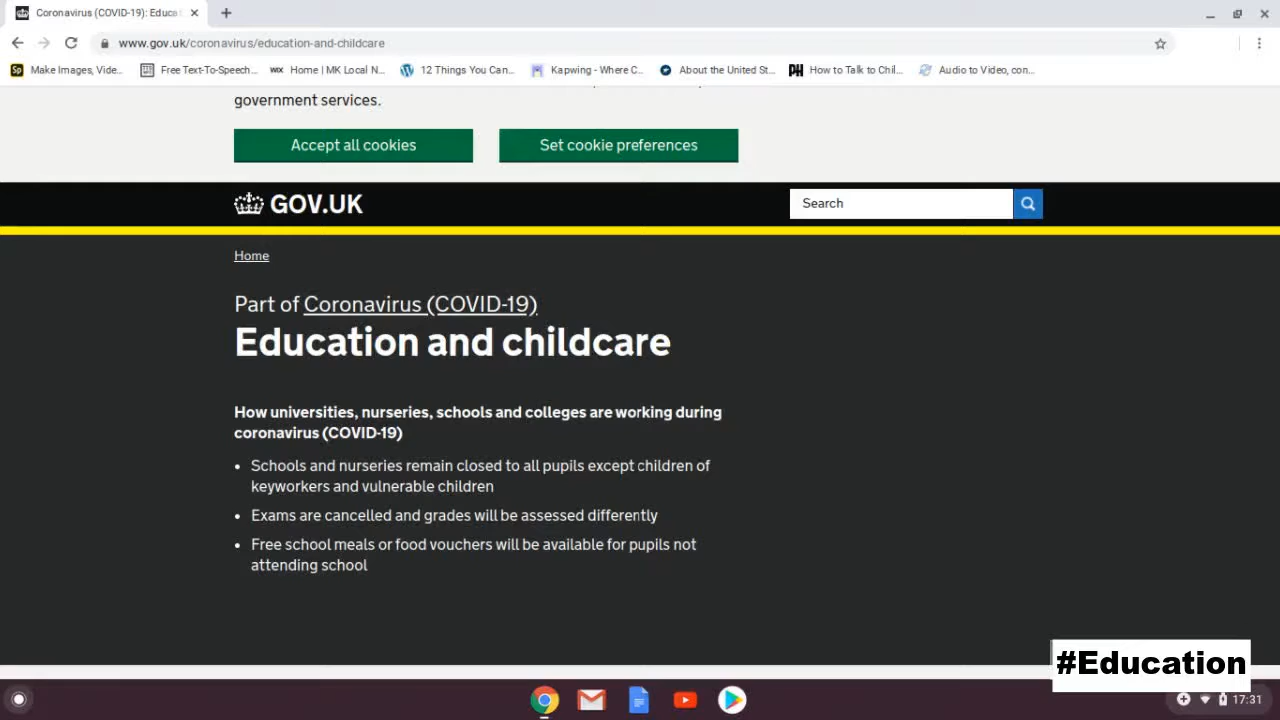 Coronavirus (COVID-19): Educa
www.gov.uk/coronavirus/education-and-childcare
Make Images, Vide...
Free Text-To-Speech...
Home | MK Local N...
12 Things You Can...
Kapwing - Where C...
About the United St...
How to Talk to Chil...
Audio to Video, con...
government services.
Accept all cookies
Set cookie preferences
GOV.UK
Search
Home
Part of Coronavirus (COVID-19)
Education and childcare
How universities, nurseries, schools and colleges are working during
coronavirus (COVID-19)
• Schools and nurseries remain closed to all pupils except children of
keyworkers and vulnerable children
• Exams are cancelled and grades will be assessed differently
• Free school meals or food vouchers will be available for pupils not
attending school
#Education
17:31